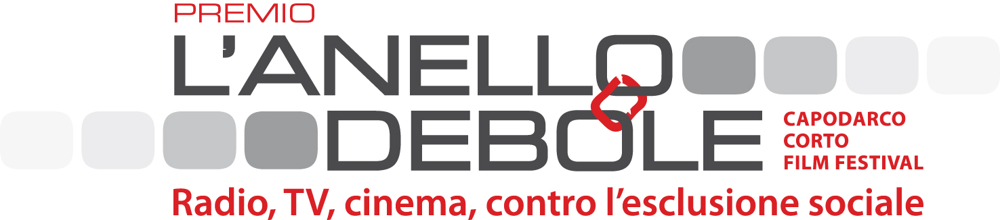 PREMIO
L'ANELLO
DEBOLE
CAPODARCO
CORTO
FILM FESTIVAL
Radio, TV, cinema, contro l'esclusione sociale